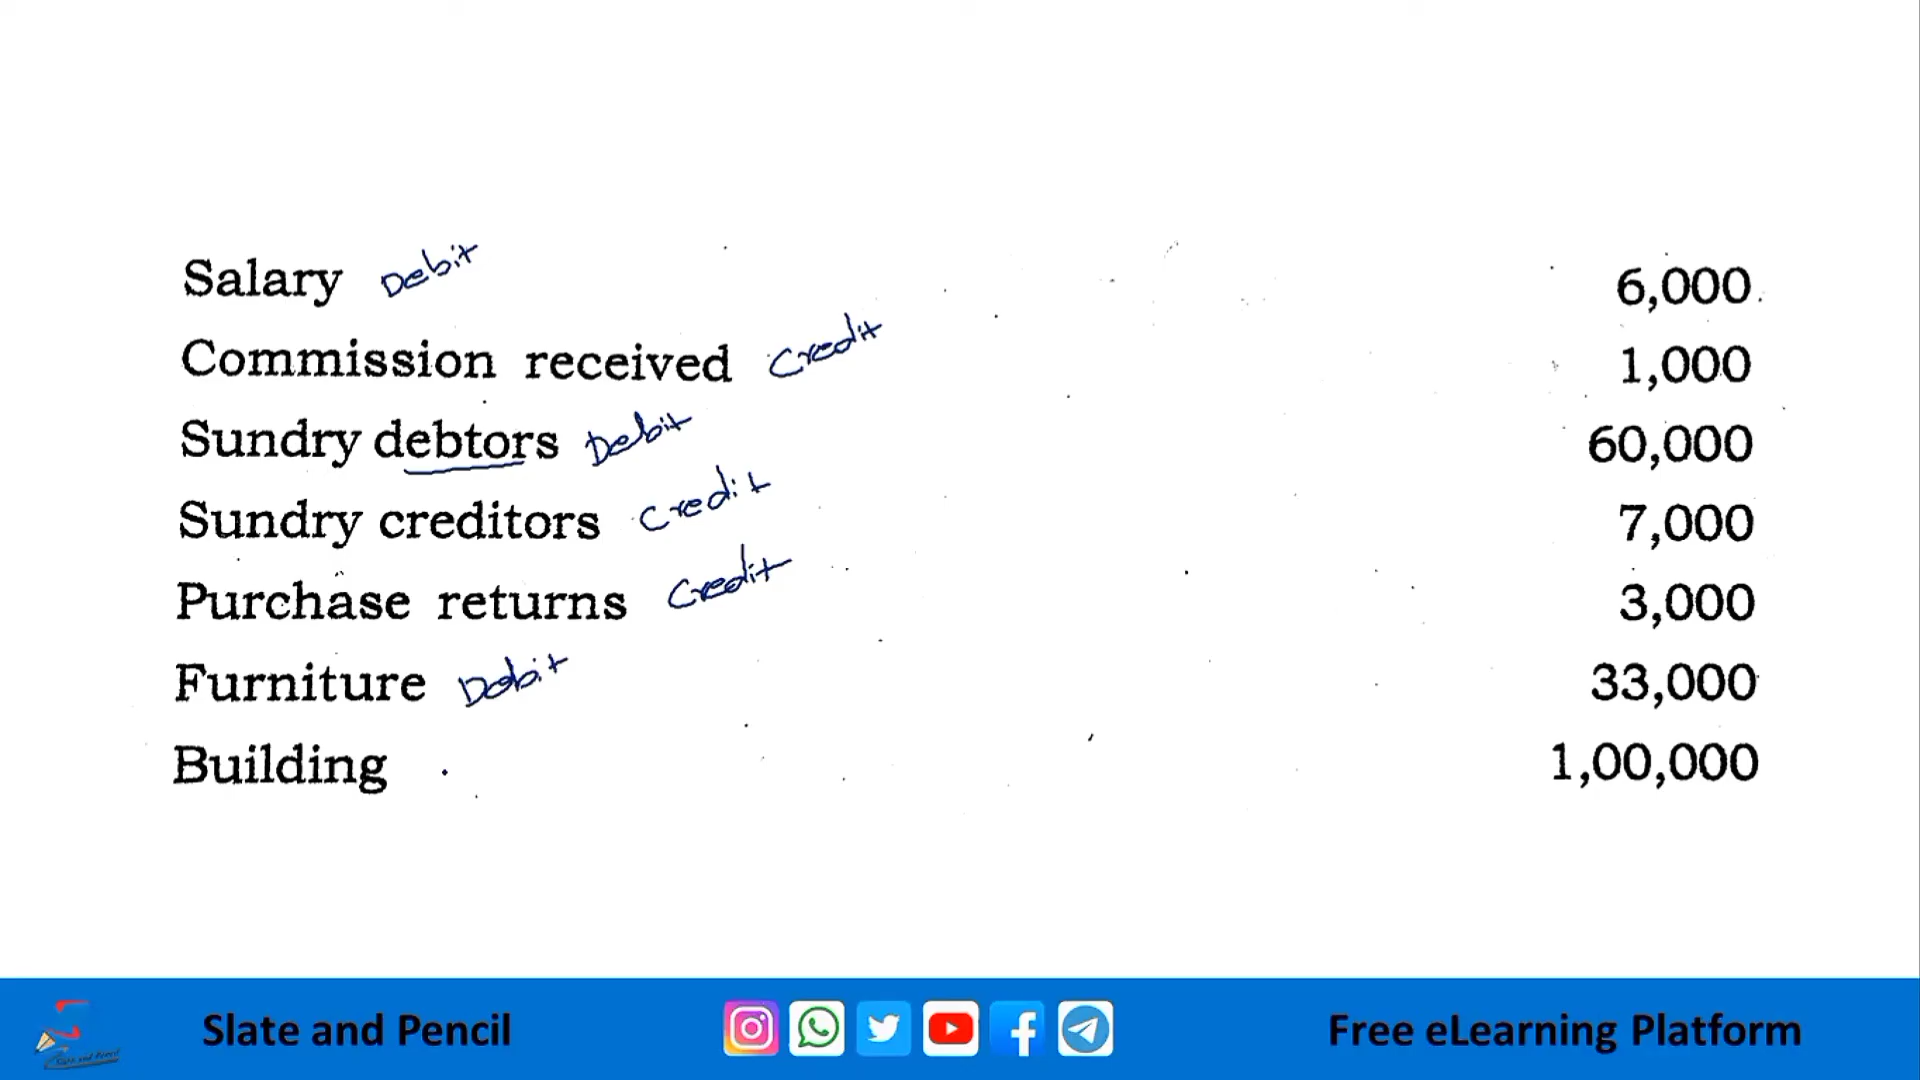 Salary Debit 6,000
Commission received Credit 1,000
Sundry debtors Debit 60,000
Sundry creditors Credit 7,000
Purchase returns Credit 3,000
Furniture Debit 33,000
Building 1,00,000
Slate and Pencil Free eLearning Platform